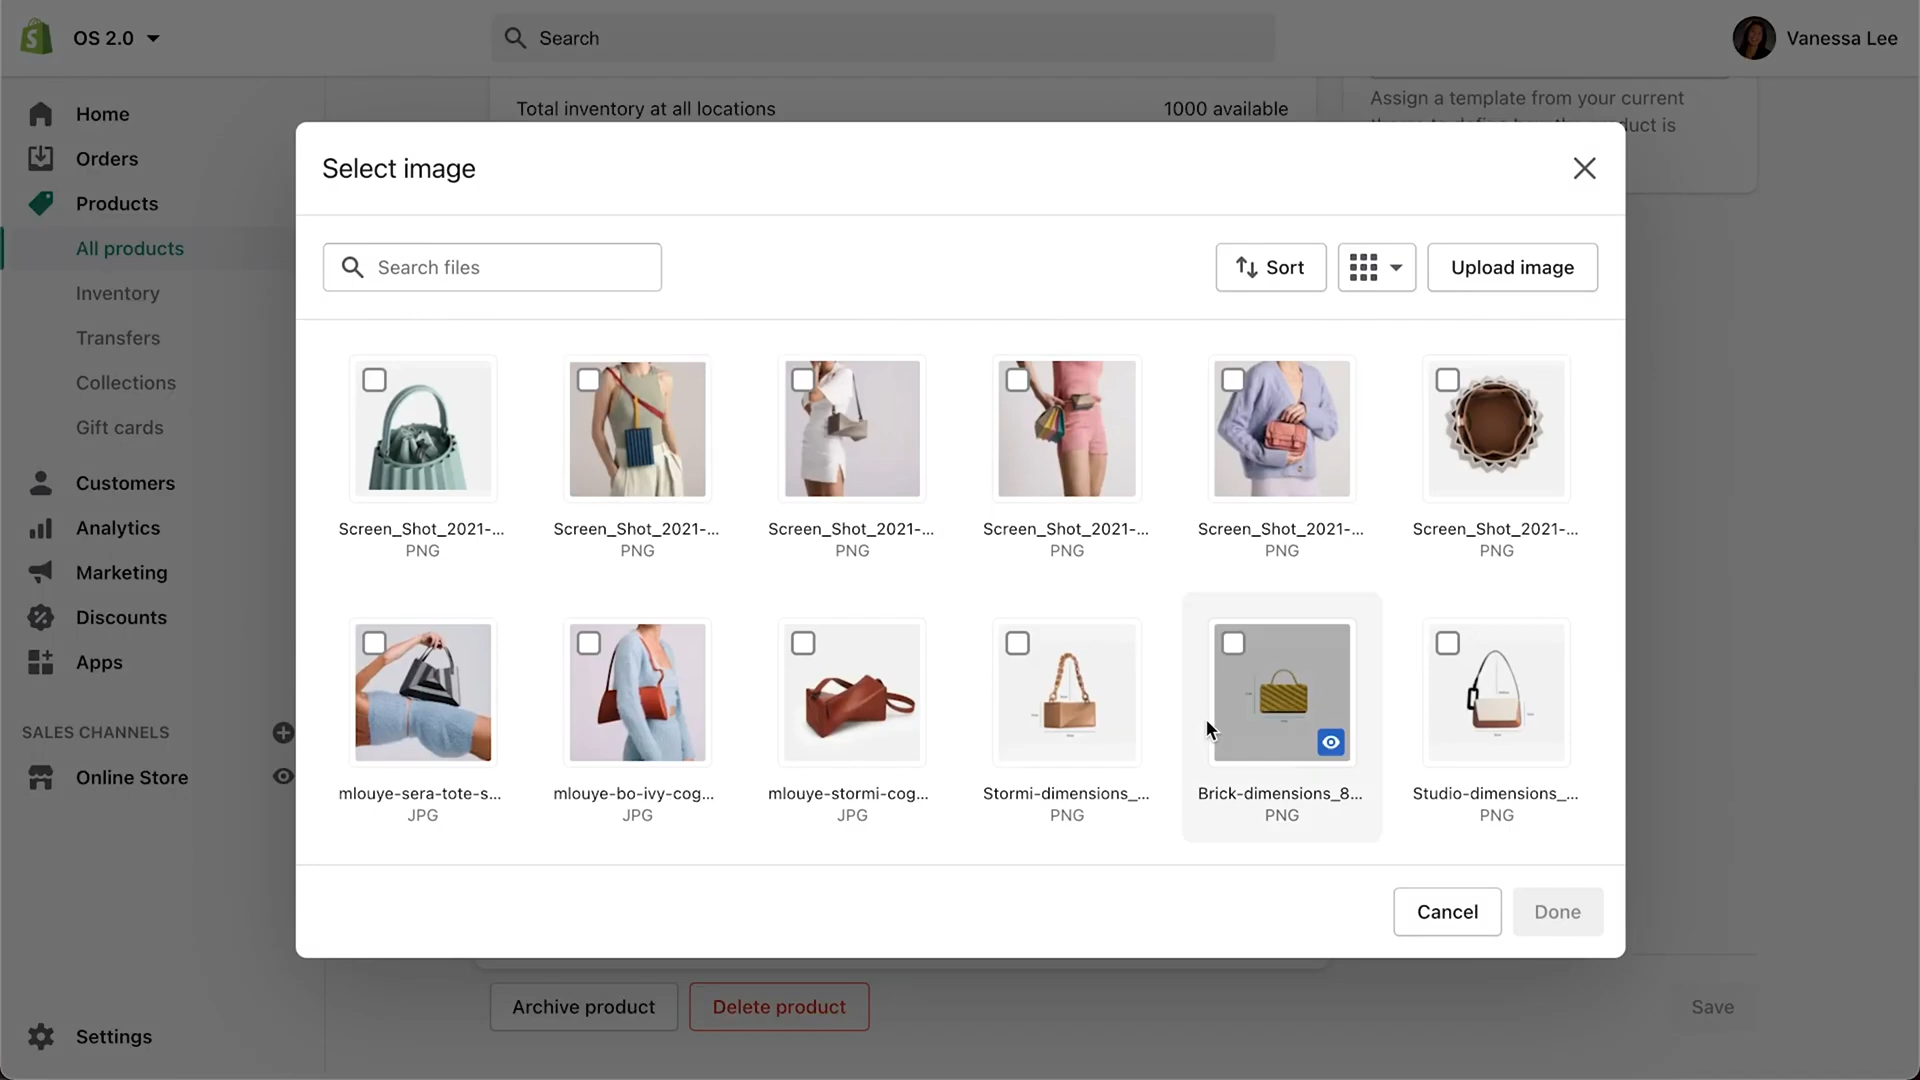 OS 2.0
Search
Vanessa Lee
Home
Orders
Products
All products
Inventory
Transfers
Collections
Gift cards
Customers
Analytics
Marketing
Discounts
Apps
SALES CHANNELS
Online Store
Settings
Total inventory at all locations
1000 available
Assign a template from your current
duct is
Select image
Search files
Sort
Upload image
Screen_Shot_2021-...
PNG
Screen_Shot_2021-...
PNG
Screen_Shot_2021-...
PNG
Screen_Shot_2021-...
PNG
Screen_Shot_2021-...
PNG
Screen_Shot_2021-...
PNG
mlouye-sera-tote-s...
JPG
mlouye-bo-ivy-cog...
JPG
mlouye-stormi-cog...
JPG
Stormi-dimensions_...
PNG
Brick-dimensions_8...
PNG
Studio-dimensions_...
PNG
Cancel
Done
Archive product
Delete product
Save